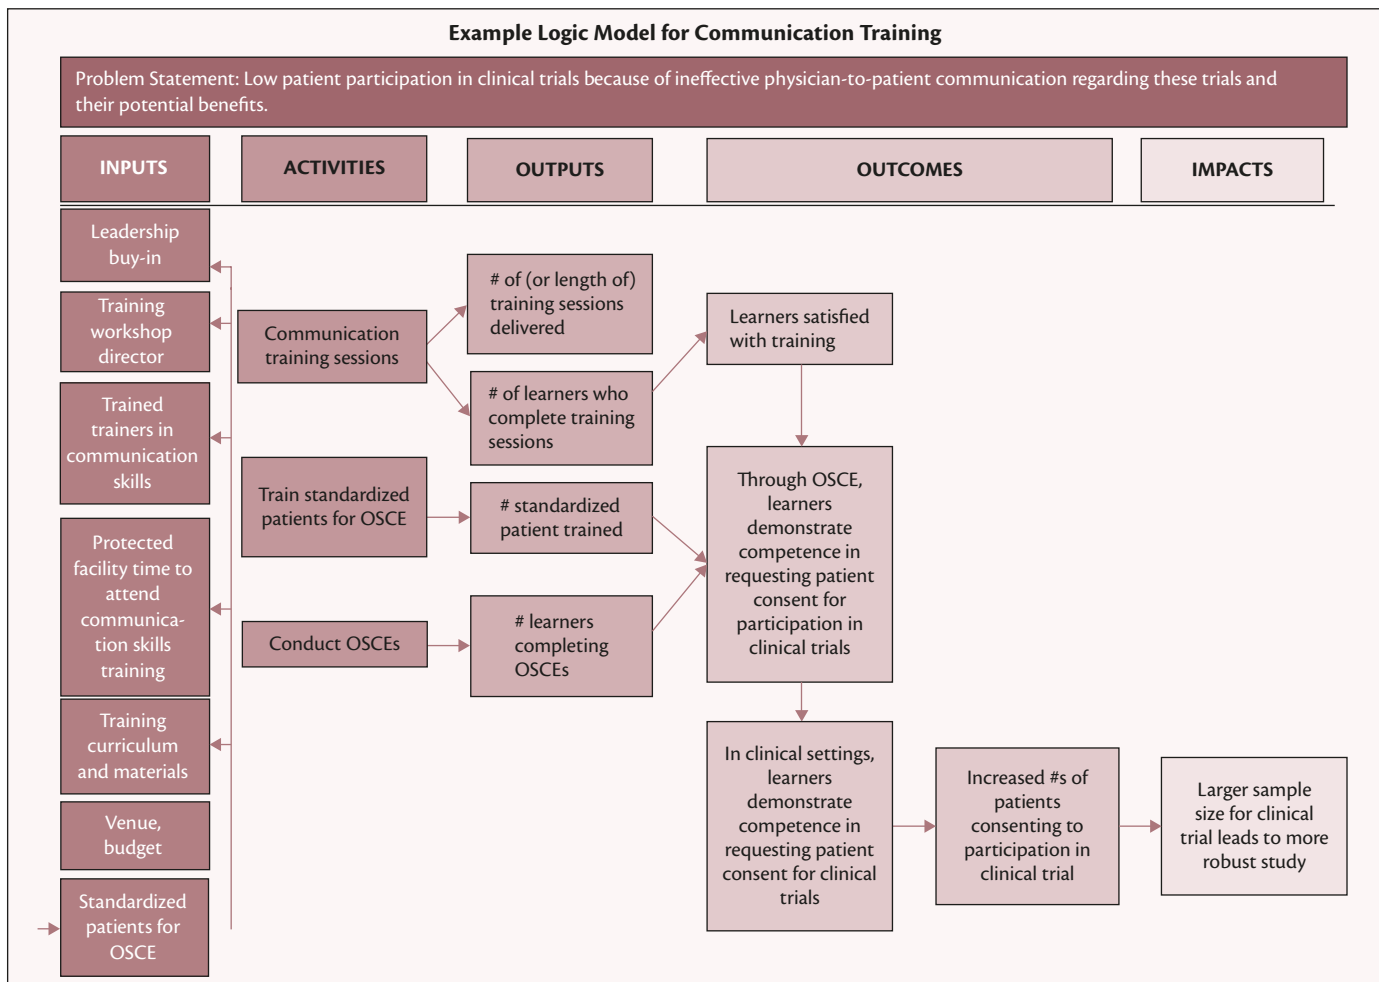 Example Logic Model for Communication Training
Problem Statement: Low patient participation in clinical trials because of ineffective physician-to-patient communication regarding these trials and
their potential benefits.
INPUTS
ACTIVITIES
OUTPUTS
OUTCOMES
IMPACTS
Leadership
buy-in
Training
workshop
director
Trained
trainers in
communication
skills
Protected
facility time to
attend
communica-
tion skills
training
Training
curriculum
and materials
Venue,
budget
Standardized
patients for
OSCE
Communication
training sessions
Train standardized
patients for OSCE
Conduct OSCEs
# of (or length of)
training sessions
delivered
# of learners who
complete training
sessions
# standardized
patient trained
# learners
completing
OSCEs
Learners satisfied
with training
Through OSCE,
learners
demonstrate
competence in
requesting patient
consent for
participation in
clinical trials
In clinical settings,
learners
demonstrate
competence in
requesting patient
consent for clinical
trials
Increased #s of
patients
consenting to
participation in
clinical trial
Larger sample
size for clinical
trial leads to more
robust study